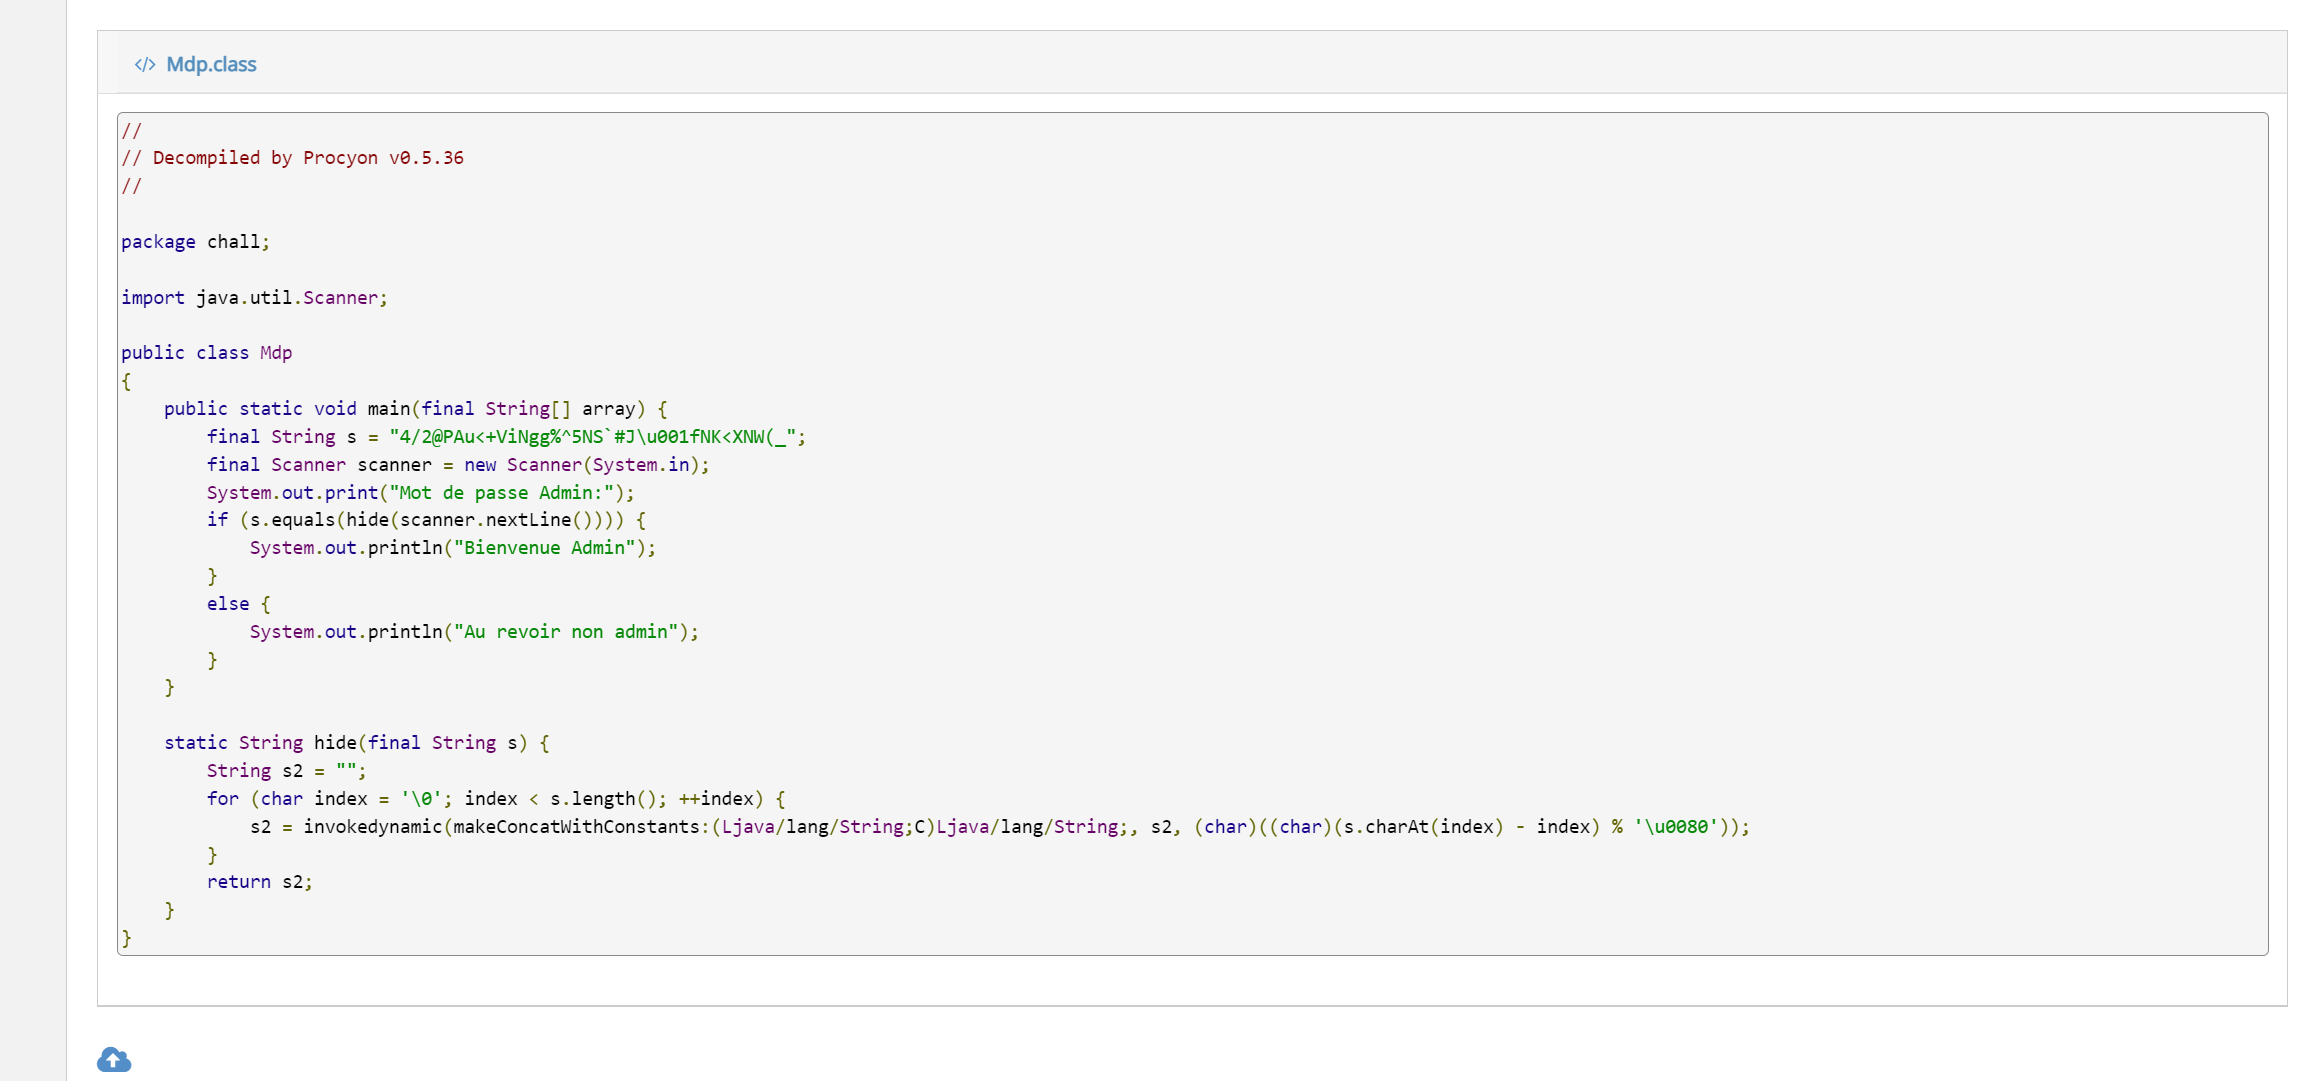 </> Mdp.class
//
// Decompiled by Procyon v0.5.36
//
package chall;
import java.util.Scanner;
public class Mdp
{
    public static void main(final String[] array) {
        final String s = "4/2@PAu<+ViNgg%^5NS`#J\u001fNK<XNW(_";
        final Scanner scanner = new Scanner(System.in);
        System.out.print("Mot de passe Admin:");
        if (s.equals(hide(scanner.nextLine()))) {
            System.out.println("Bienvenue Admin");
        }
        else {
            System.out.println("Au revoir non admin");
        }
    }
    static String hide(final String s) {
        String s2 = "";
        for (char index = '\0'; index < s.length(); ++index) {
            s2 = invokedynamic(makeConcatWithConstants:(Ljava/lang/String;C)Ljava/lang/String;, s2, (char)((char)(s.charAt(index) - index) % '\u0080'));
        }
        return s2;
    }
}